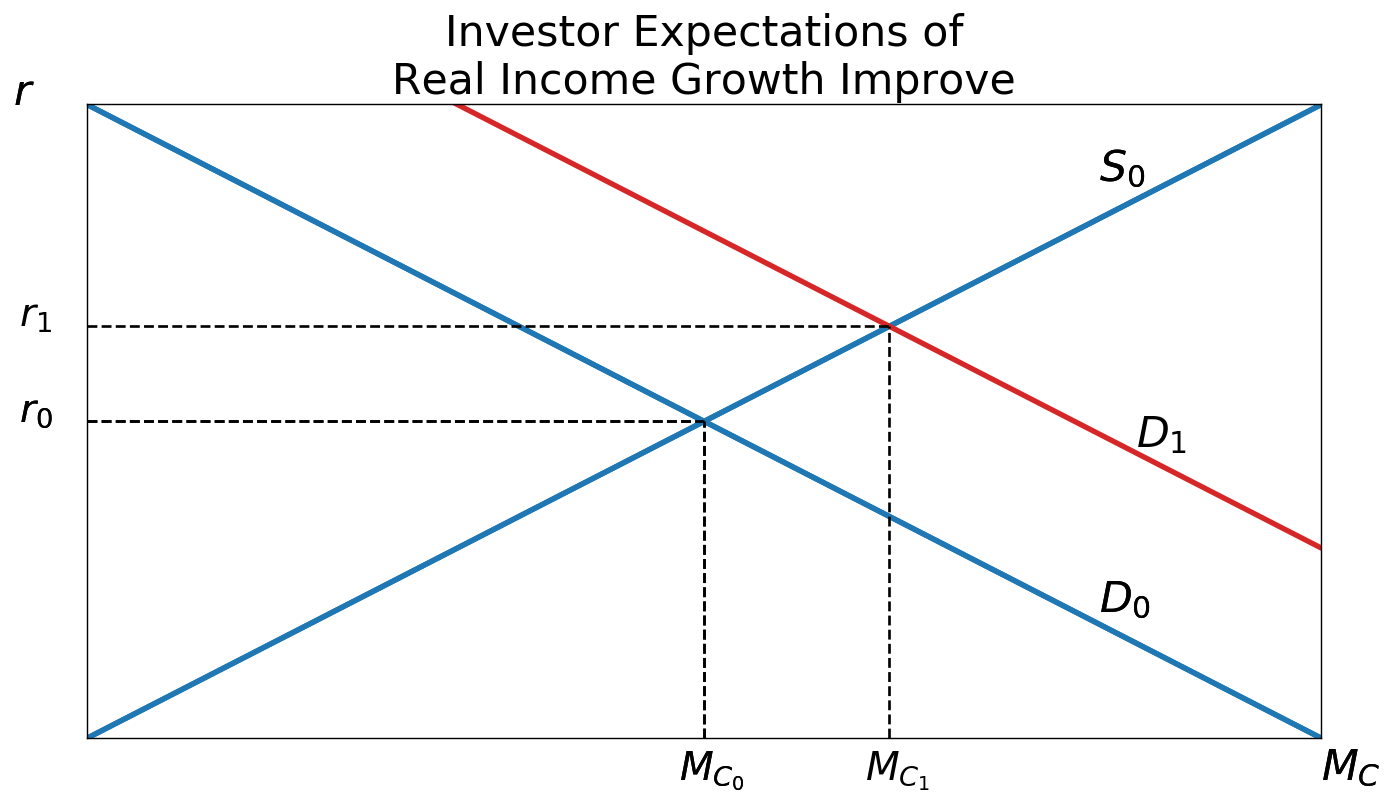 Investor Expectations of
Real Income Growth Improve
r
S₀
r₁
r₀
D₁
D₀
M_{C₀}
M_{C₁}
M_C